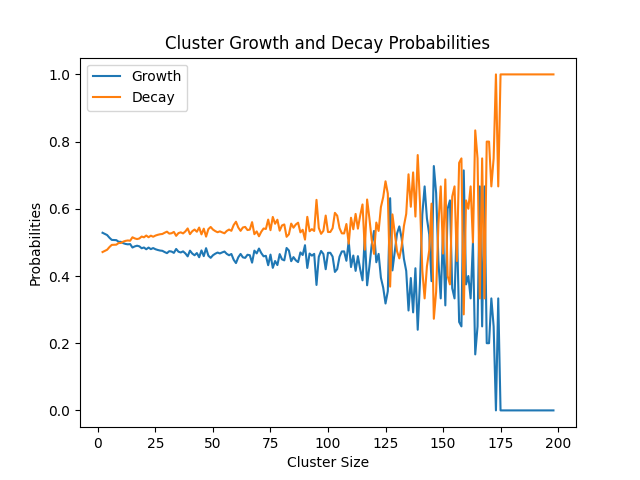 Cluster Growth and Decay Probabilities
Growth
Decay
Probabilities
1.0
0.8
0.6
0.4
0.2
0.0
0 25 50 75 100 125 150 175 200
Cluster Size